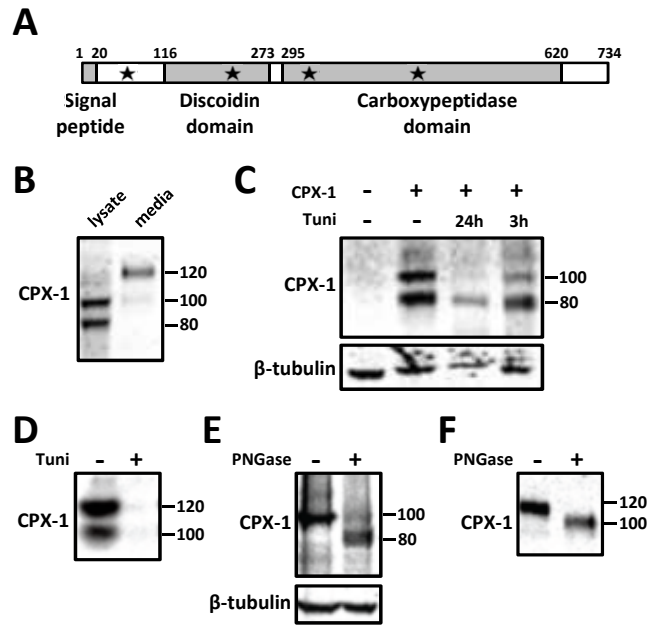 A
1 20 116 273 295 620 734
Signal peptide
Discoidin domain
Carboxypeptidase domain
B
lysate media
CPX-1
120
100
80
C
CPX-1 - + + +
Tuni - - 24h 3h
CPX-1
100
80
β-tubulin
D
Tuni - +
CPX-1
120
100
E
PNGase - +
CPX-1
100
80
β-tubulin
F
PNGase - +
CPX-1
120
100